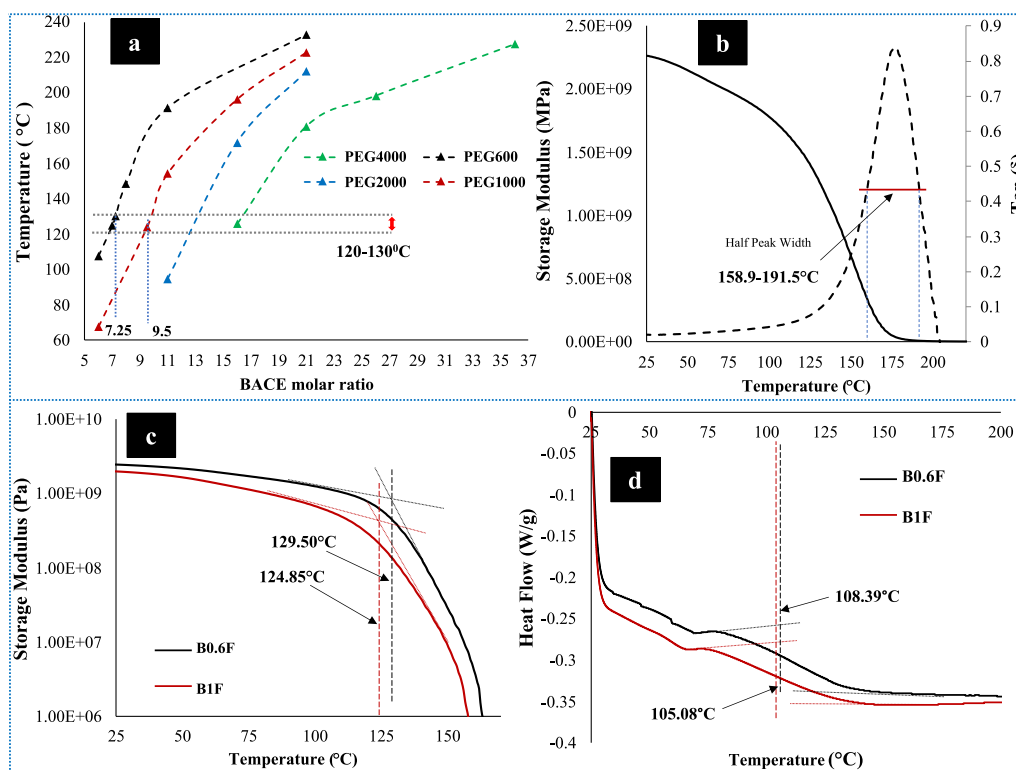 a
240
220
200
180
160
140
120
100
80
60
Temperature ( °C)
PEG4000
PEG600
PEG2000
PEG1000
120-130⁰C
7.25
9.5
5 7 9 11 13 15 17 19 21 23 25 27 29 31 33 35 37
BACE molar ratio
b
2.50E+09
2.00E+09
1.50E+09
1.00E+09
5.00E+08
0.00E+00
Storage Modulus (MPa)
0.9
0.8
0.7
0.6
0.5
0.4
0.3
0.2
0.1
0
Half Peak Width
158.9-191.5°C
25 50 75 100 125 150 175 200
Temperature (°C)
c
1.00E+10
1.00E+09
1.00E+08
1.00E+07
1.00E+06
Storage Modulus (Pa)
129.50°C
124.85°C
B0.6F
B1F
25 50 75 100 125 150
Temperature (°C)
d
0
-0.05
-0.1
-0.15
-0.2
-0.25
-0.3
-0.35
-0.4
Heat Flow (W/g)
25 50 75 100 125 150 175 200
B0.6F
B1F
108.39°C
105.08°C
Temperature (°C)